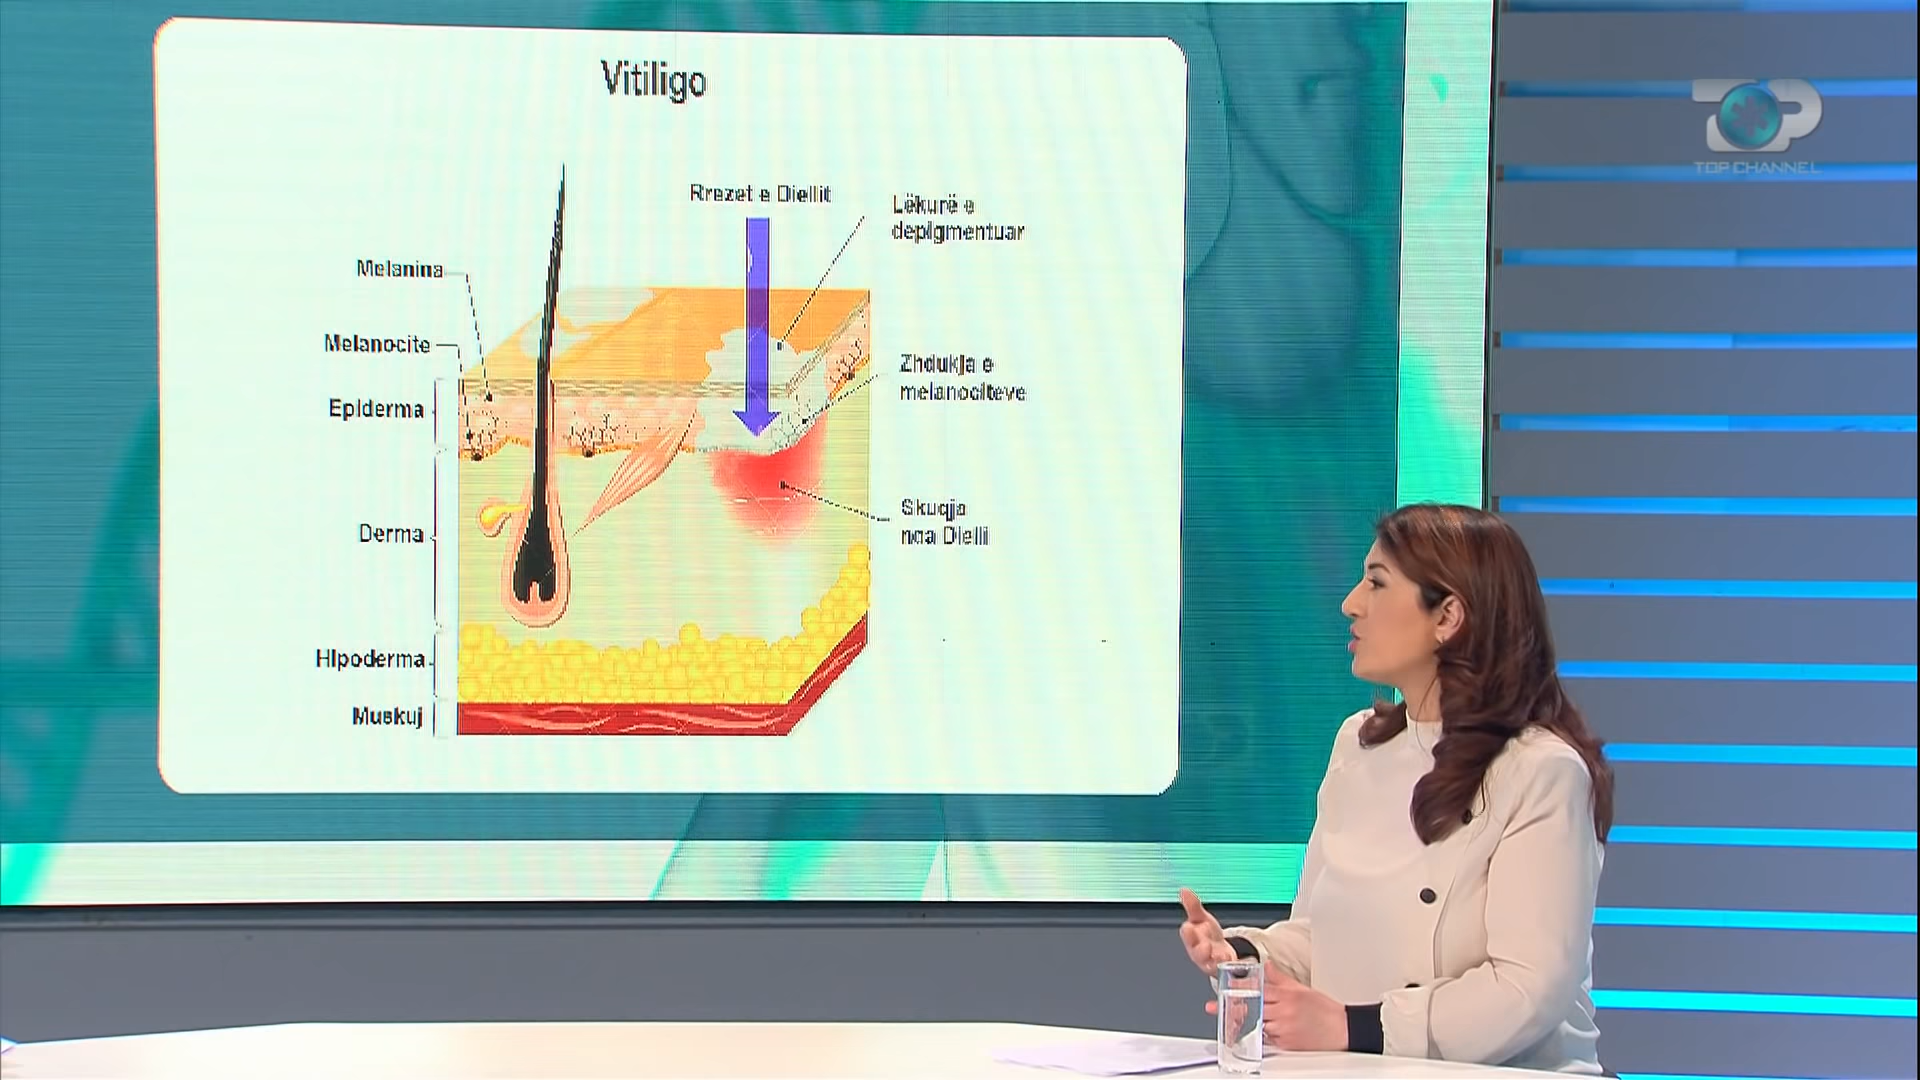 Vitiligo
Rrezet e Diellit
Lëkurë e
depigmentuar
Melanina
Melanocite
Zhdukja e
melanociteve
Epiderma
Skuqja
nga Dielli
Derma
Hipoderma
Muskuj
TOP CHANNEL